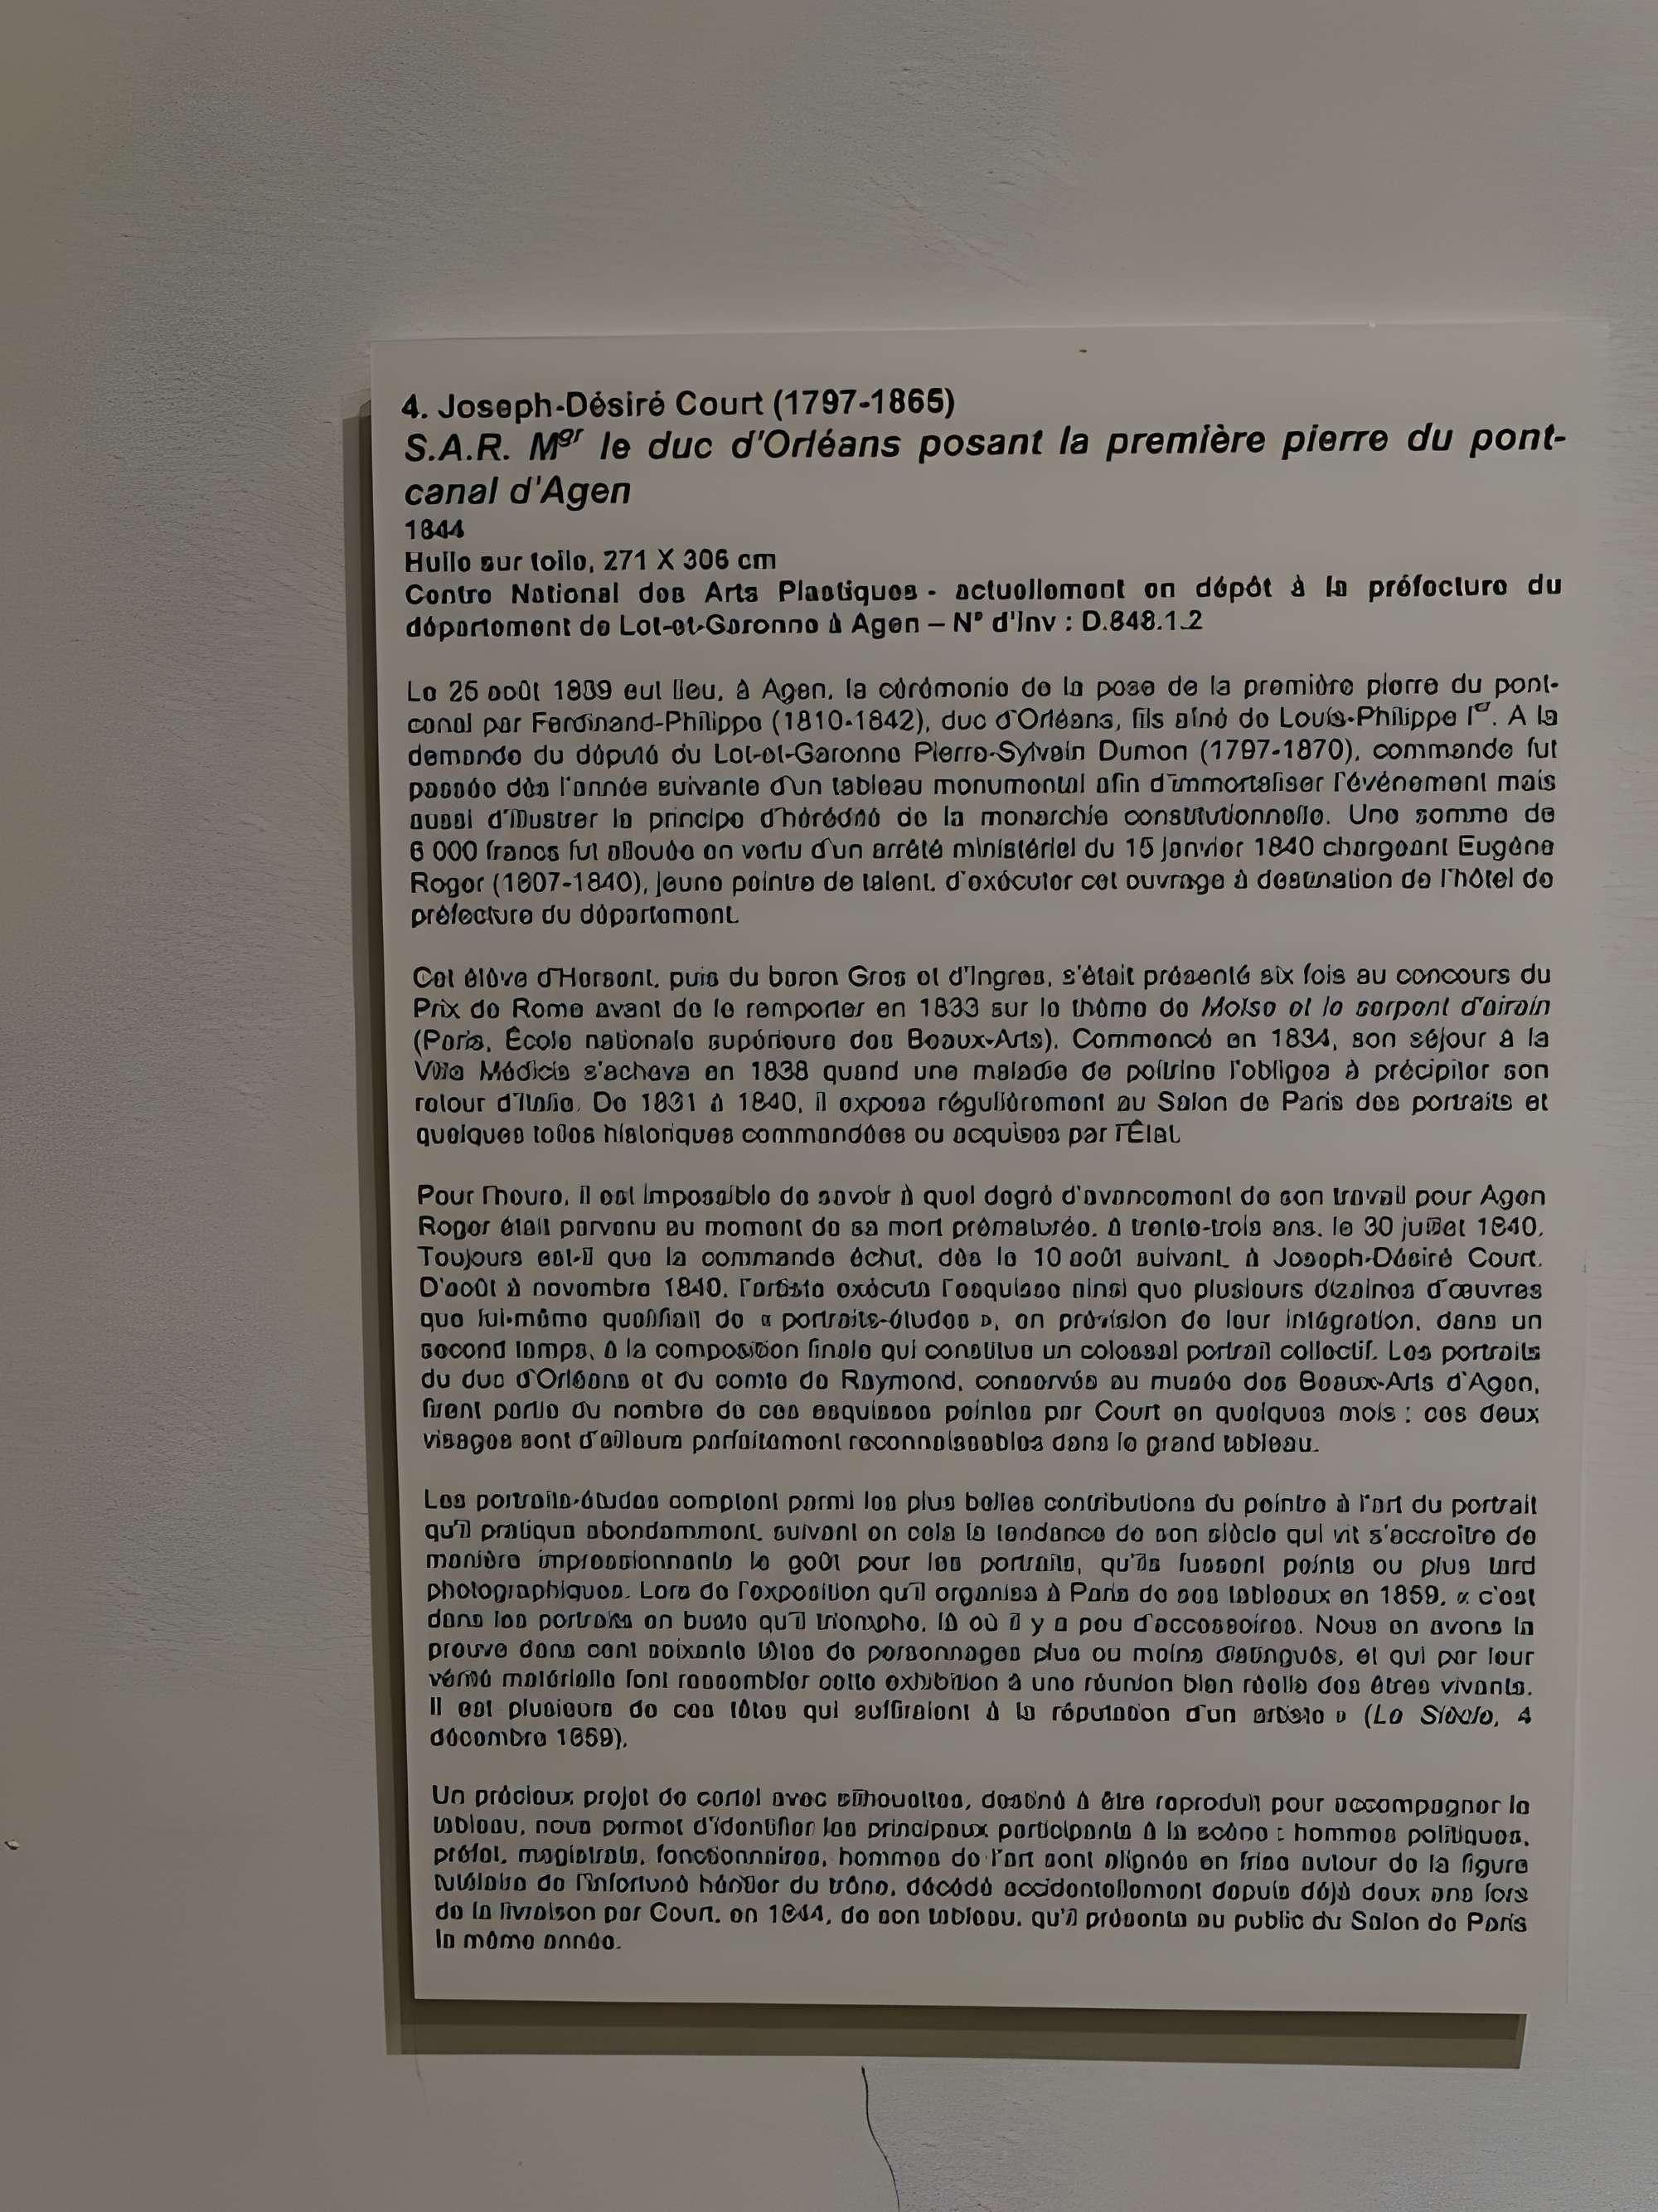 4. Joseph-Désiré Court (1797-1865)
S.A.R. Mgr le duc d'Orléans posant la première pierre du pont-
canal d'Agen
1844
Huile sur toile, 271 X 306 cm
Centre National des Arts Plastiques - actuellement en dépôt à la préfecture du
département de Lot-et-Garonne à Agen – N° d'Inv : D.848.1.2
Le 25 août 1839 eut lieu, à Agen, la cérémonie de la pose de la première pierre du pont-
canal par Ferdinand-Philippe (1810-1842), duc d'Orléans, fils aîné de Louis-Philippe Ier. A la
demande du député du Lot-et-Garonne Pierre-Sylvain Dumon (1797-1870), commande fut
passée dès l'année suivante d'un tableau monumental afin d'immortaliser l'événement mais
aussi d'illustrer le principe d'hérédité de la monarchie constitutionnelle. Une somme de
6 000 francs fut allouée en vertu d'un arrêté ministériel du 15 janvier 1840 chargeant Eugène
Roger (1807-1840), jeune peintre de talent, d'exécuter cet ouvrage à destination de l'hôtel de
préfecture du département.
Cet élève d'Hersent, puis du baron Gros et d'Ingres, s'était présenté six fois au concours du
Prix de Rome avant de le remporter en 1833 sur le thème de Moïse et le serpent d'airain
(Paris, École nationale supérieure des Beaux-Arts). Commencé en 1834, son séjour à la
Villa Médicis s'acheva en 1838 quand une maladie de poitrine l'obligea à précipiter son
retour d'Italie. De 1831 à 1840, il exposa régulièrement au Salon de Paris des portraits et
quelques toiles historiques commandées ou acquises par l'État.
Pour l'heure, il est impossible de savoir à quel degré d'avancement de son travail pour Agen
Roger était parvenu au moment de sa mort prématurée, à trente-trois ans, le 30 juillet 1840.
Toujours est-il que la commande échut, dès le 10 août suivant, à Joseph-Désiré Court.
D'août à novembre 1840, l'artiste exécuta l'esquisse ainsi que plusieurs dizaines d'œuvres
que lui-même qualifiait de « portraits-études », en prévision de leur intégration, dans un
second temps, à la composition finale qui constitue un colossal portrait collectif. Les portraits
du duc d'Orléans et du comte de Raymond, conservés au musée des Beaux-Arts d'Agen,
firent partie du nombre de ces esquisses peintes par Court en quelques mois : ces deux
visages sont d'ailleurs parfaitement reconnaissables dans le grand tableau.
Les portraits-études comptent parmi les plus belles contributions du peintre à l'art du portrait
qu'il pratiqua abondamment, suivant en cela la tendance de son siècle qui vit s'accroître de
manière impressionnante le goût pour les portraits, qu'ils fussent peints ou plus tard
photographiques. Lors de l'exposition qu'il organisa à Paris de ses tableaux en 1859, « c'est
dans les portraits en buste qu'il triomphe, là où il y a peu d'accessoires. Nous en avons la
preuve dans cent soixante têtes de personnages plus ou moins distingués, et qui par leur
vérité matérielle font ressembler cette exhibition à une réunion bien réelle des êtres vivants.
Il est plusieurs de ces têtes qui suffiraient à la réputation d'un artiste » (Le Siècle, 4
décembre 1859).
Un précieux projet de cartel avec silhouettes, destiné à être reproduit pour accompagner le
tableau, nous permet d'identifier les principaux participants à la scène : hommes politiques,
préfet, magistrats, fonctionnaires, hommes de l'art sont alignés en frise autour de la figure
tutélaire de l'infortuné héritier du trône, décédé accidentellement depuis déjà deux ans lors
de la livraison par Court, en 1844, de son tableau, qu'il présenta au public du Salon de Paris
la même année.